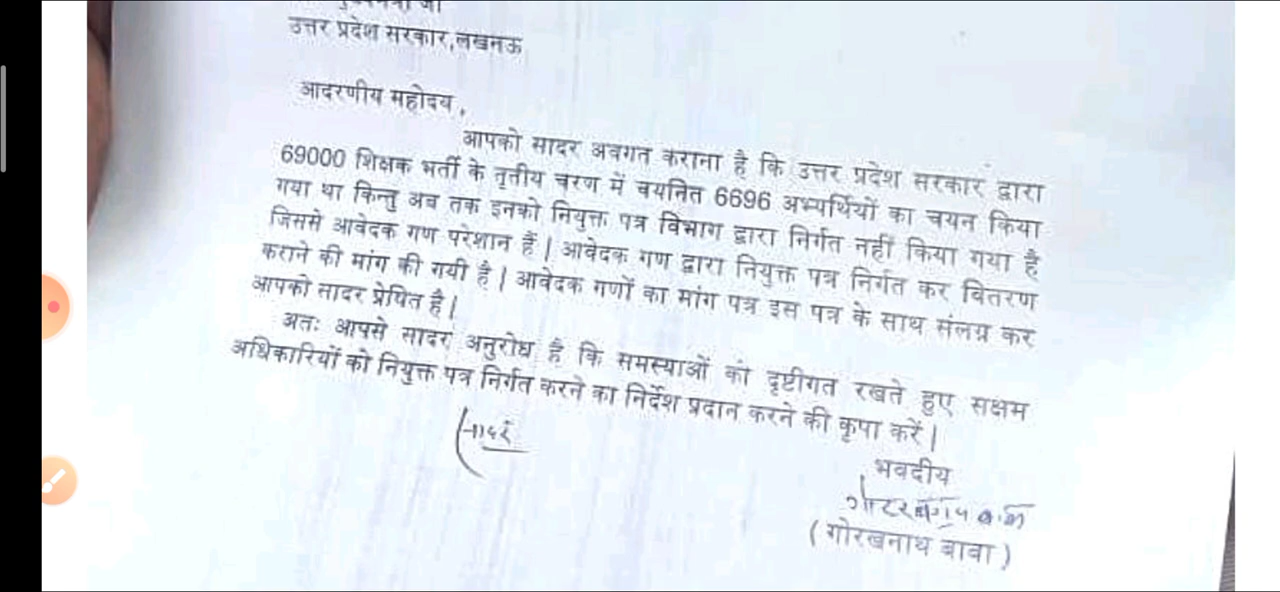 उत्तर प्रदेश सरकार,लखनऊ
आदरणीय महोदय,
आपको सादर अवगत कराना है कि उत्तर प्रदेश सरकार द्वारा
69000 शिक्षक भर्ती के तृतीय चरण में चयनित 6696 अभ्यर्थियों का चयन किया
गया था किन्तु अब तक इनको नियुक्त पत्र विभाग द्वारा निर्गत नहीं किया गया है
जिससे आवेदक गण परेशान हैं| आवेदक गण द्वारा नियुक्त पत्र निर्गत कर वितरण
कराने की मांग की गयी है| आवेदक गणों का मांग पत्र इस पत्र के साथ संलग्न कर
आपको सादर प्रेषित है|
अतः आपसे सादर अनुरोध है कि समस्याओं को दृष्टीगत रखते हुए सक्षम
अधिकारियों को नियुक्त पत्र निर्गत करने का निर्देश प्रदान करने की कृपा करें|
सादर
भवदीय
(गोरखनाथ बाबा)